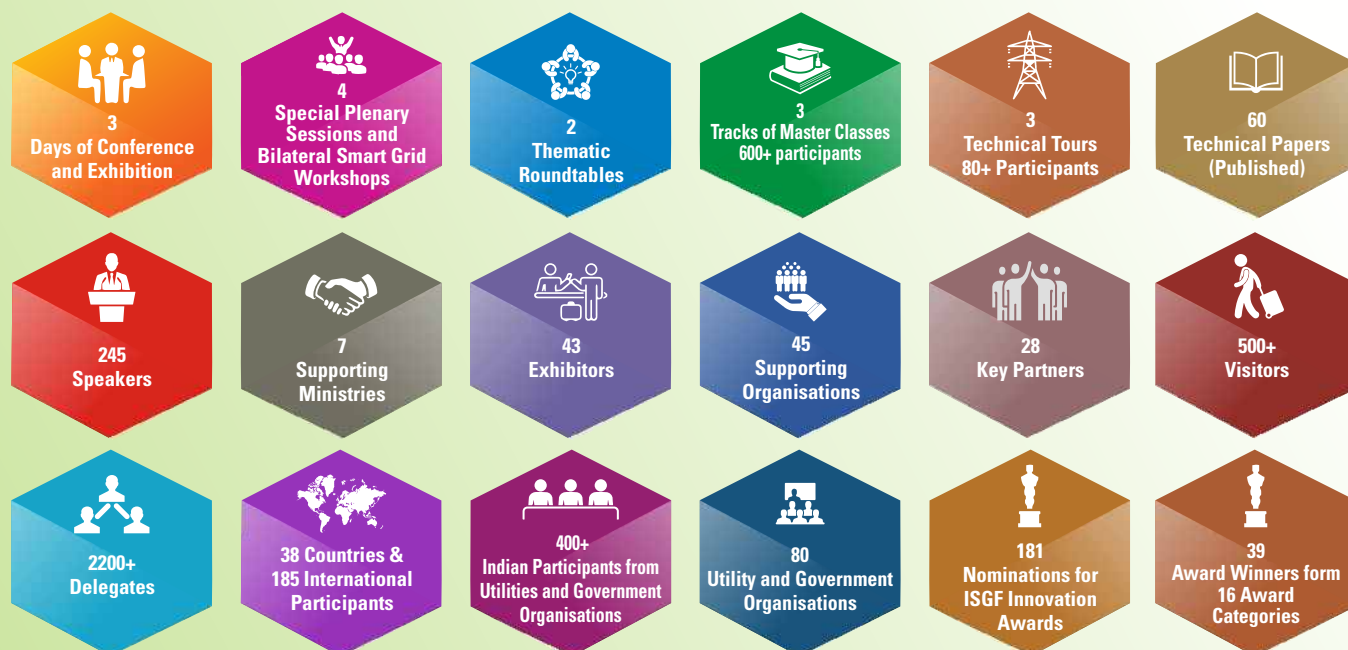 3
Days of Conference
and Exhibition
4
Special Plenary
Sessions and
Bilateral Smart Grid
Workshops
2
Thematic
Roundtables
3
Tracks of Master Classes
600+ participants
3
Technical Tours
80+ Participants
60
Technical Papers
(Published)
245
Speakers
7
Supporting
Ministries
43
Exhibitors
45
Supporting
Organisations
28
Key Partners
500+
Visitors
2200+
Delegates
38 Countries &
185 International
Participants
400+
Indian Participants from
Utilities and Government
Organisations
80
Utility and Government
Organisations
181
Nominations for
ISGF Innovation
Awards
39
Award Winners form
16 Award
Categories